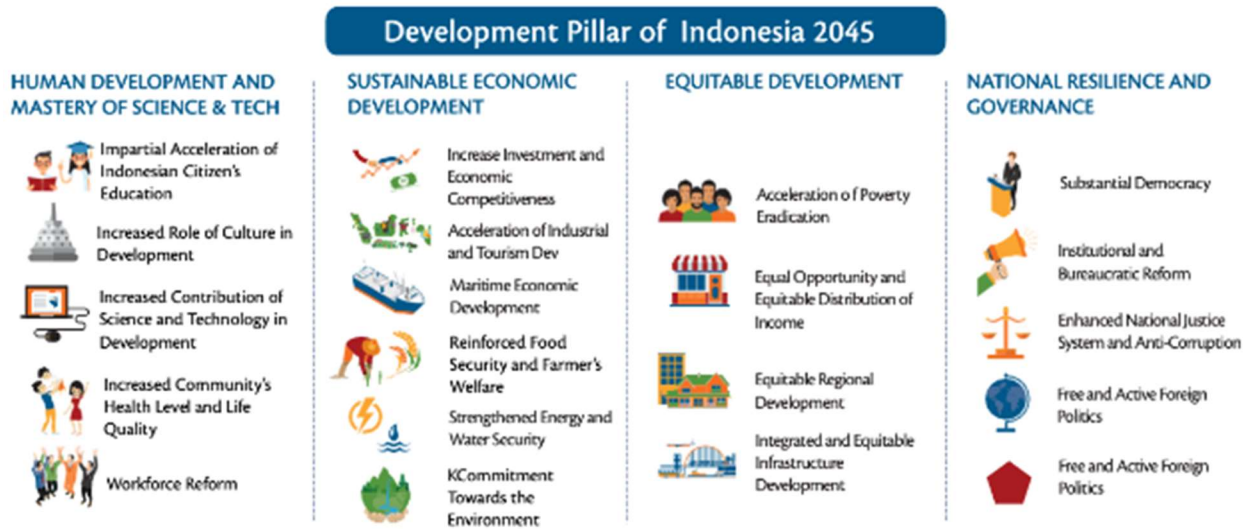 Development Pillar of Indonesia 2045
HUMAN DEVELOPMENT AND
MASTERY OF SCIENCE & TECH
Impartial Acceleration of
Indonesian Citizen's
Education
Increased Role of Culture in
Development
Increased Contribution of
Science and Technology in
Development
Increased Community's
Health Level and Life
Quality
Workforce Reform
SUSTAINABLE ECONOMIC
DEVELOPMENT
Increase Investment and
Economic
Competitiveness
Acceleration of Industrial
and Tourism Dev
Maritime Economic
Development
Reinforced Food
Security and Farmer's
Welfare
Strengthened Energy and
Water Security
KCommitment
Towards the
Environment
EQUITABLE DEVELOPMENT
Acceleration of Poverty
Eradication
Equal Opportunity and
Equitable Distribution of
Income
Equitable Regional
Development
Integrated and Equitable
Infrastructure
Development
NATIONAL RESILIENCE AND
GOVERNANCE
Substantial Democracy
Institutional and
Bureaucratic Reform
Enhanced National Justice
System and Anti-Corruption
Free and Active Foreign
Politics
Free and Active Foreign
Politics